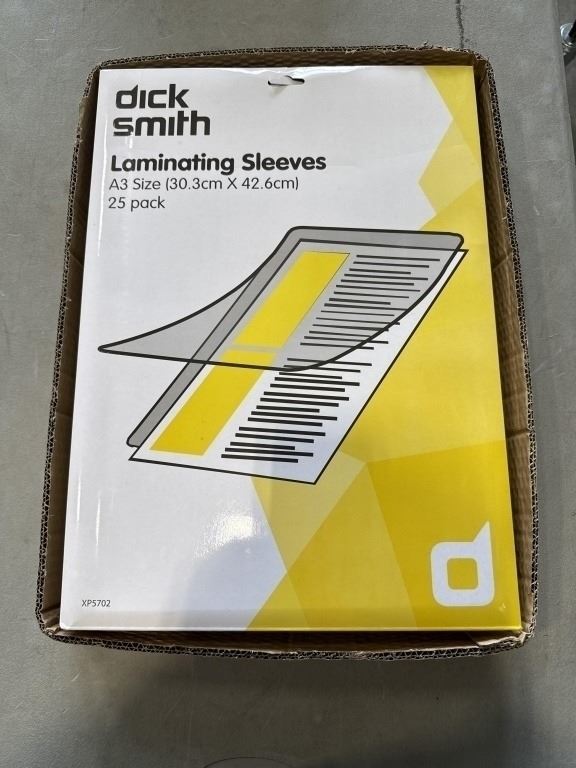 dick
smith
Laminating Sleeves
A3 Size (30.3cm X 42.6cm)
25 pack
d
XP5702